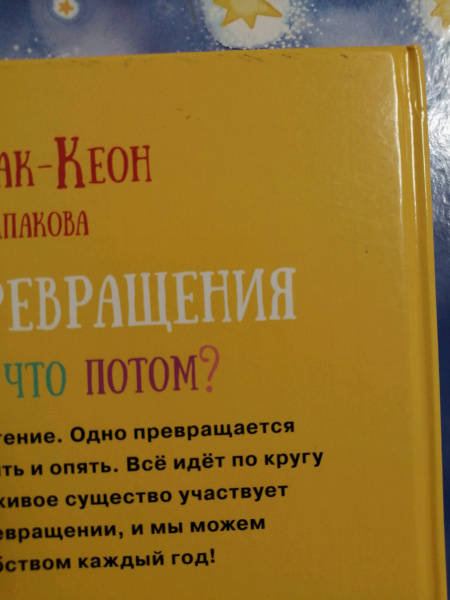 АК-КЕОН
АПАКОВА
РЕВРАЩЕНИЯ
ЧТО ПОТОМ?
тение. Одно превращается
ть и опять. Всё идёт по кругу
живое существо участвует
евращении, и мы можем
бством каждый год!